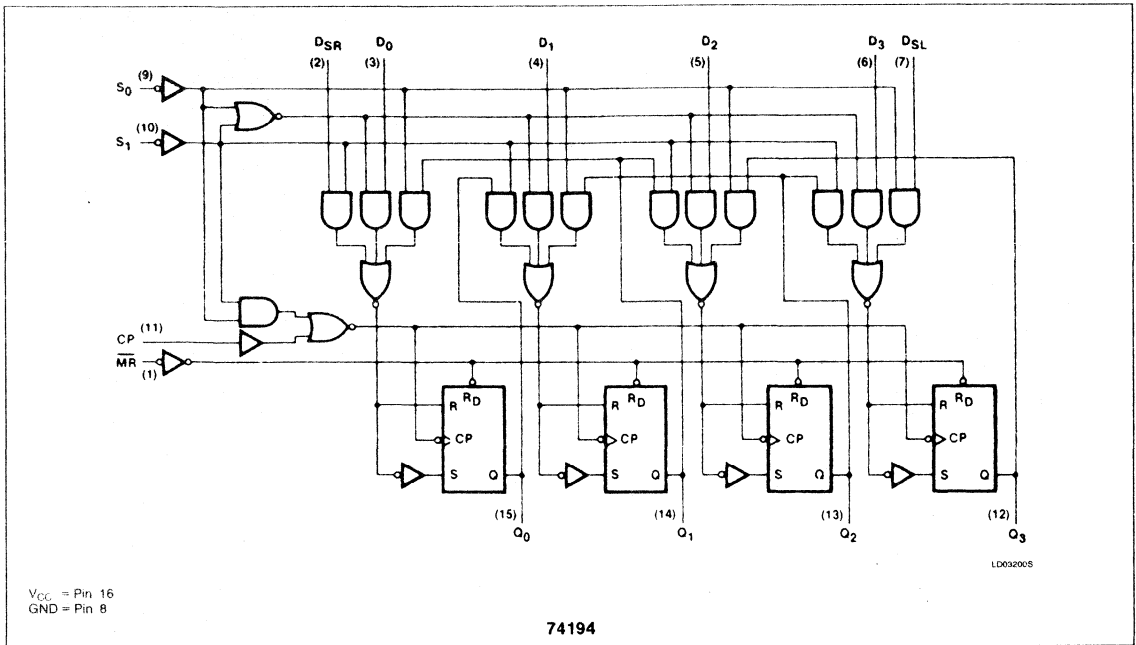 DSR D0 D1 D2 D3 DSL
(2) (3) (4) (5) (6) (7)
S0 (9)
S1 (10)
CP (11)
MR
(1)
RD RD RD RD
R R R R
CP CP CP CP
S Q S Q S Q S Q
(15) (14) (13) (12)
Q0 Q1 Q2 Q3
LD03200S
VCC = Pin 16
GND = Pin 8
74194